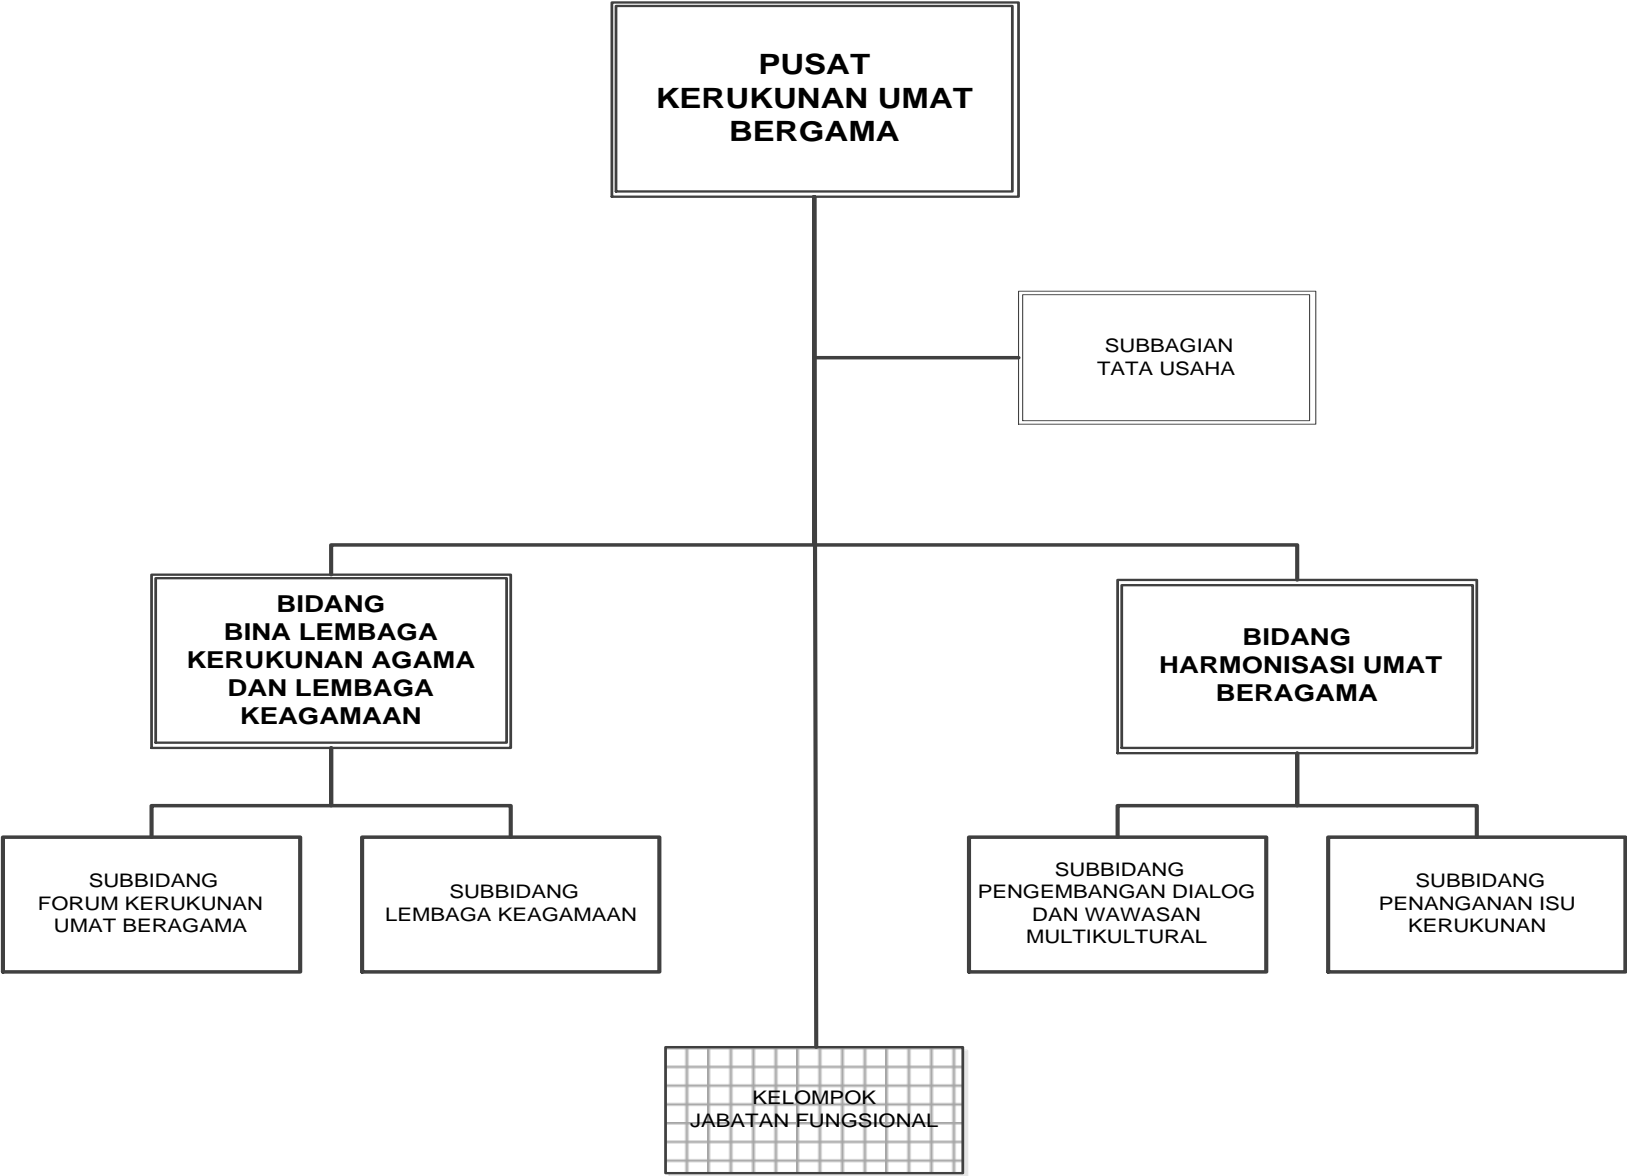 PUSAT
KERUKUNAN UMAT
BERGAMA
SUBBAGIAN
TATA USAHA
BIDANG
BINA LEMBAGA
KERUKUNAN AGAMA
DAN LEMBAGA
KEAGAMAAN
BIDANG
HARMONISASI UMAT
BERAGAMA
SUBBIDANG
FORUM KERUKUNAN
UMAT BERAGAMA
SUBBIDANG
LEMBAGA KEAGAMAAN
SUBBIDANG
PENGEMBANGAN DIALOG
DAN WAWASAN
MULTIKULTURAL
SUBBIDANG
PENANGANAN ISU
KERUKUNAN
KELOMPOK
JABATAN FUNGSIONAL